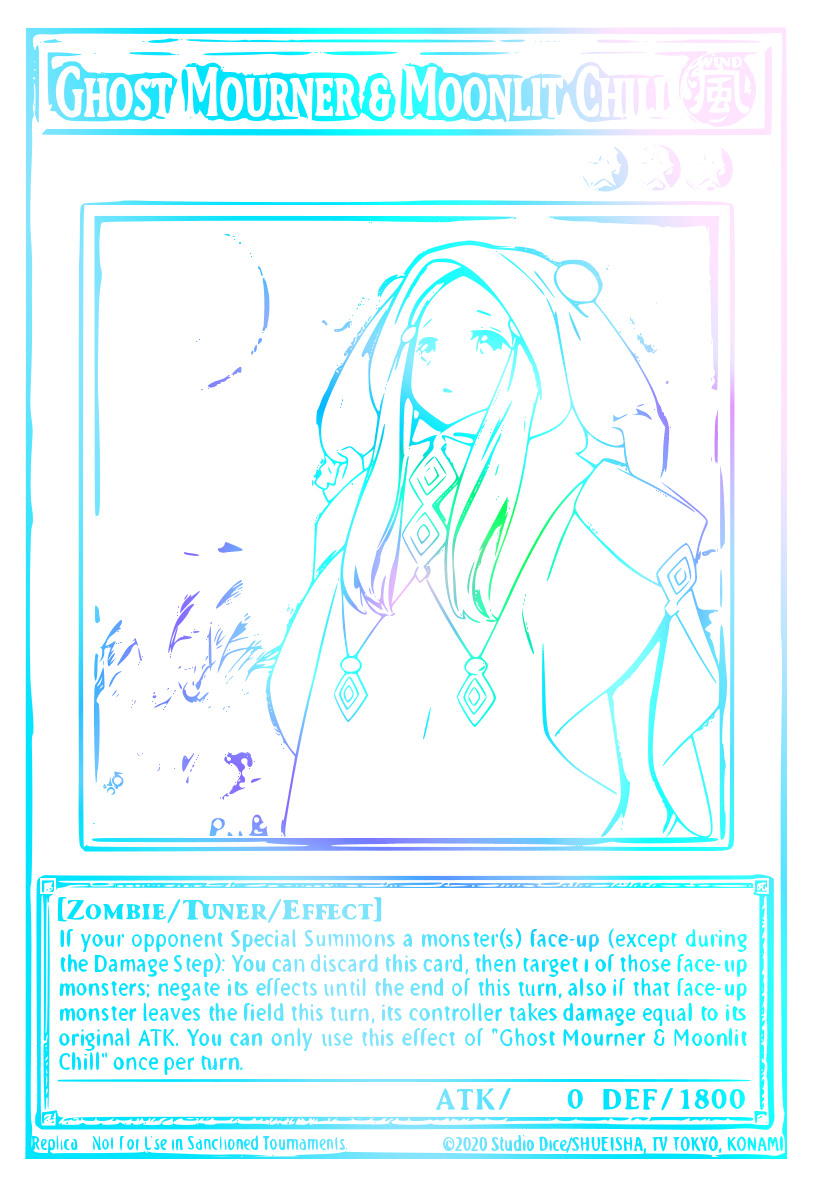 Ghost Mourner & Moonlit Chill
WIND
風
[Zombie/Tuner/Effect]
If your opponent Special Summons a monster(s) face-up (except during
the Damage Step): You can discard this card, then target 1 of those face-up
monsters; negate its effects until the end of this turn, also if that face-up
monster leaves the field this turn, its controller takes damage equal to its
original ATK. You can only use this effect of "Ghost Mourner & Moonlit
Chill" once per turn.
ATK/ 0 DEF/1800
Replica Not For Use in Sanctioned Tournaments.
©2020 Studio Dice/SHUEISHA, TV TOKYO, KONAMI